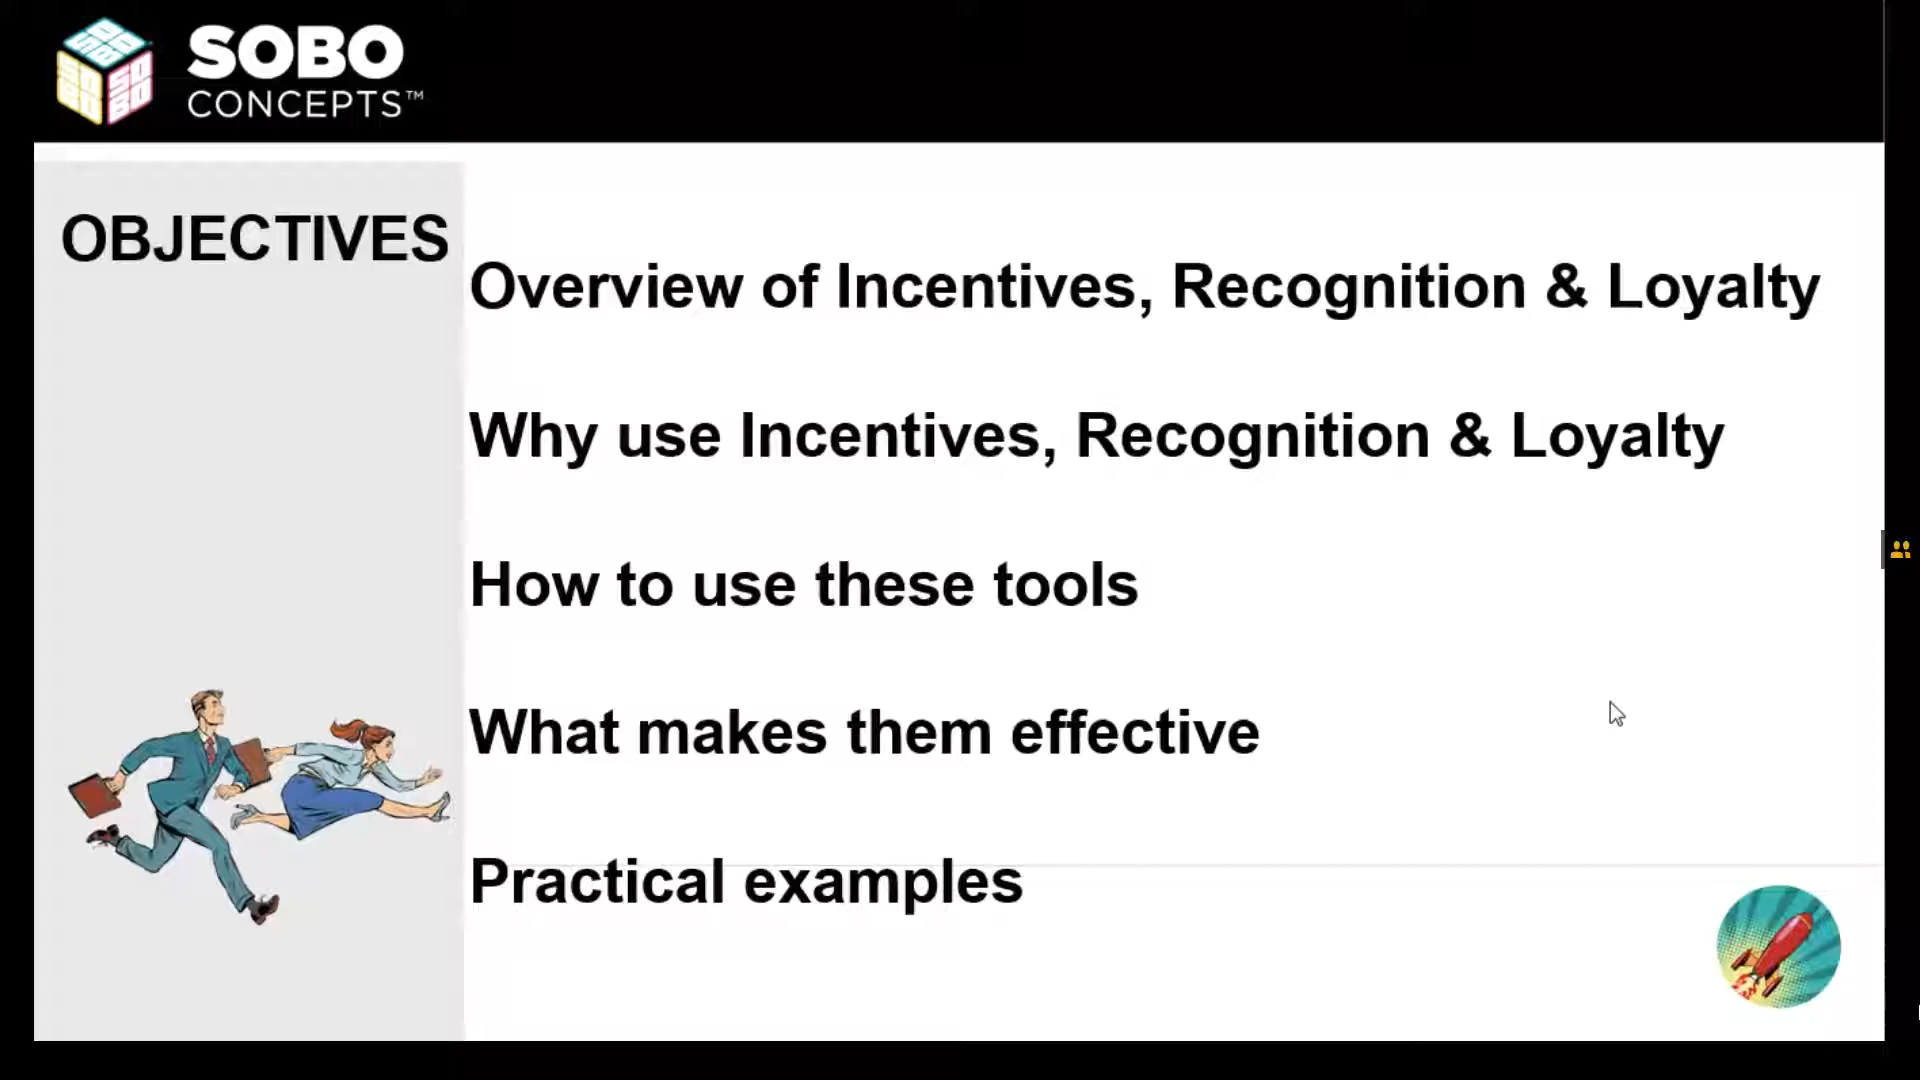 SOBO
CONCEPTS™
OBJECTIVES
Overview of Incentives, Recognition & Loyalty
Why use Incentives, Recognition & Loyalty
How to use these tools
What makes them effective
Practical examples